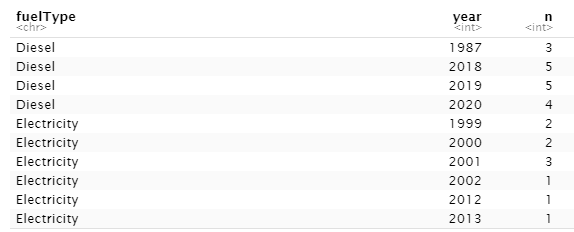 fuelType year n
<chr> <int> <int>
Diesel 1987 3
Diesel 2018 5
Diesel 2019 5
Diesel 2020 4
Electricity 1999 2
Electricity 2000 2
Electricity 2001 3
Electricity 2002 1
Electricity 2012 1
Electricity 2013 1